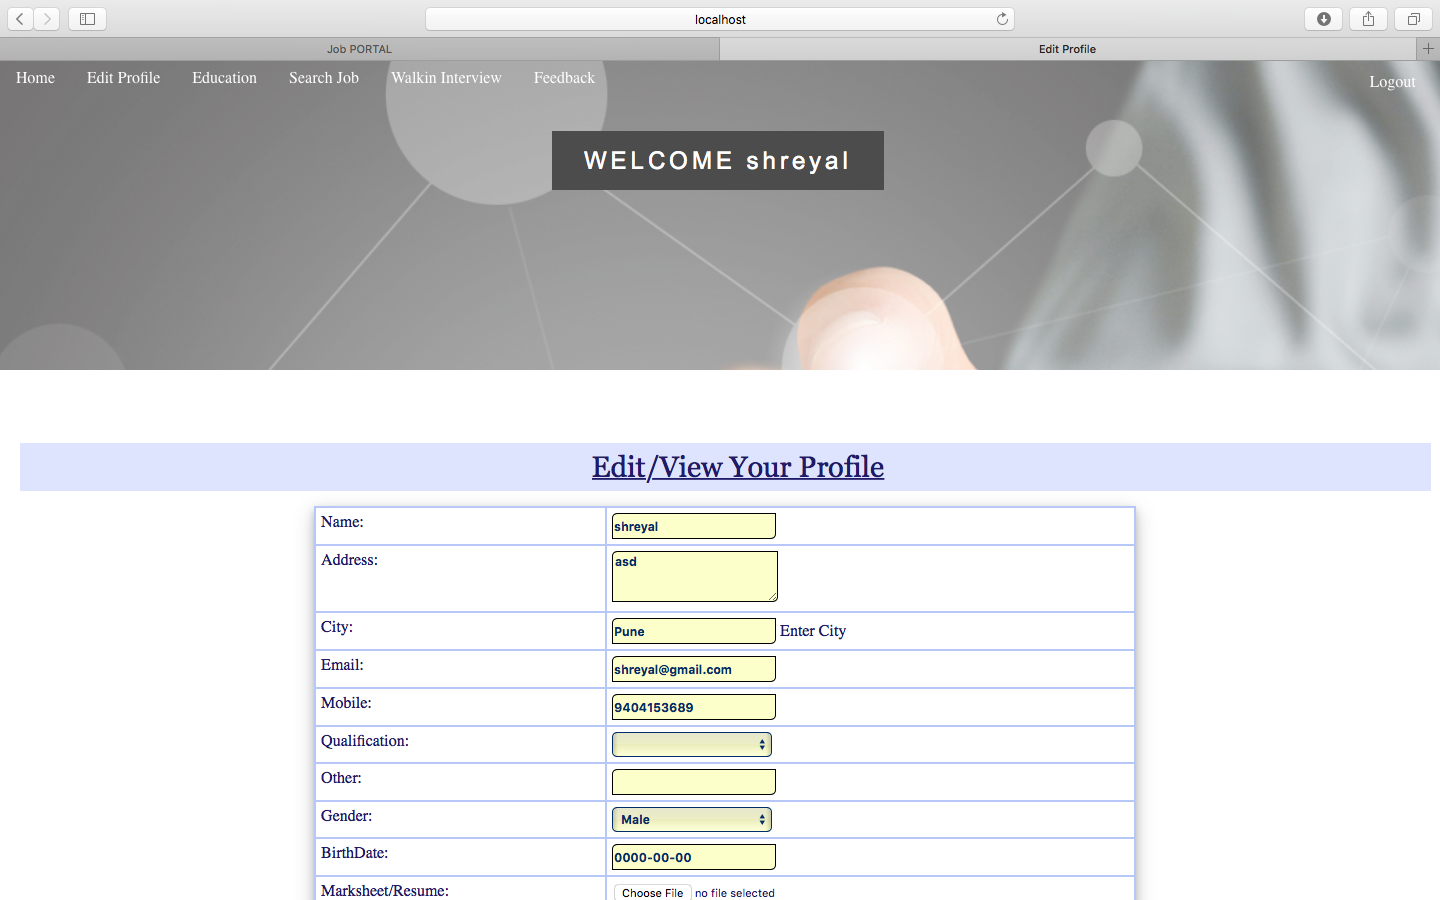 localhost
Job PORTAL
Edit Profile
Home Edit Profile Education Search Job Walkin Interview Feedback Logout
WELCOME shreyal
Edit/View Your Profile
Name: shreyal
Address: asd
City: Pune Enter City
Email: shreyal@gmail.com
Mobile: 9404153689
Qualification:
Other:
Gender: Male
BirthDate: 0000-00-00
Marksheet/Resume: Choose File no file selected